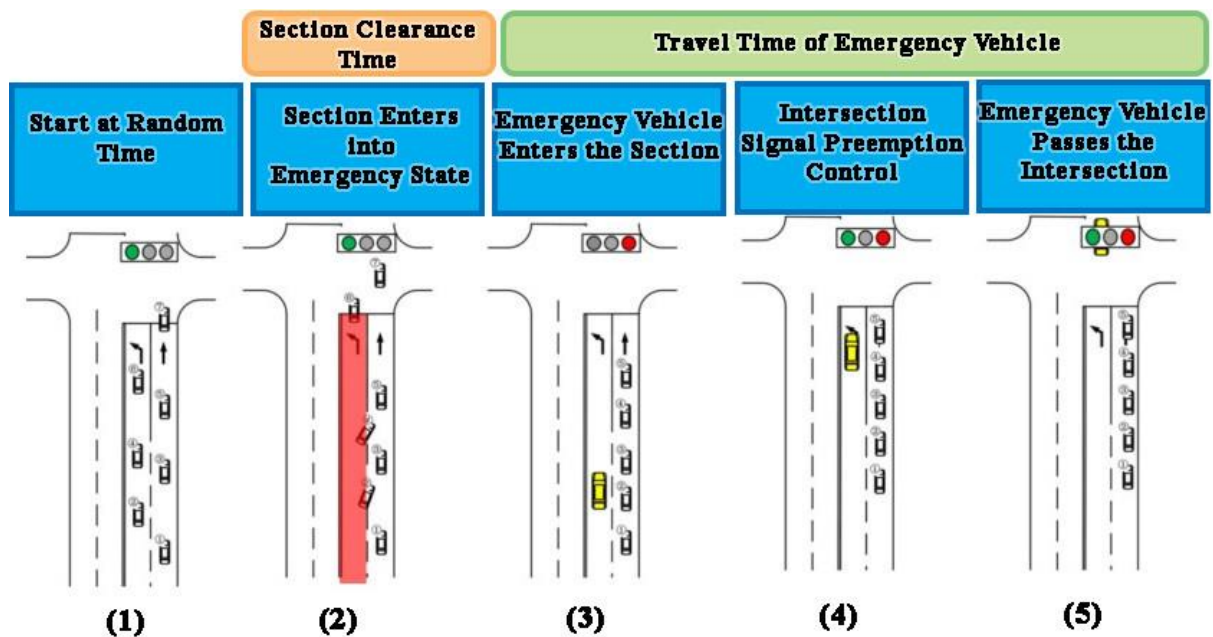 Section Clearance
Time
Travel Time of Emergency Vehicle
Start at Random
Time
Section Enters
into
Emergency State
Emergency Vehicle
Enters the Section
Intersection
Signal Preemption
Control
Emergency Vehicle
Passes the
Intersection
(1)
(2)
(3)
(4)
(5)